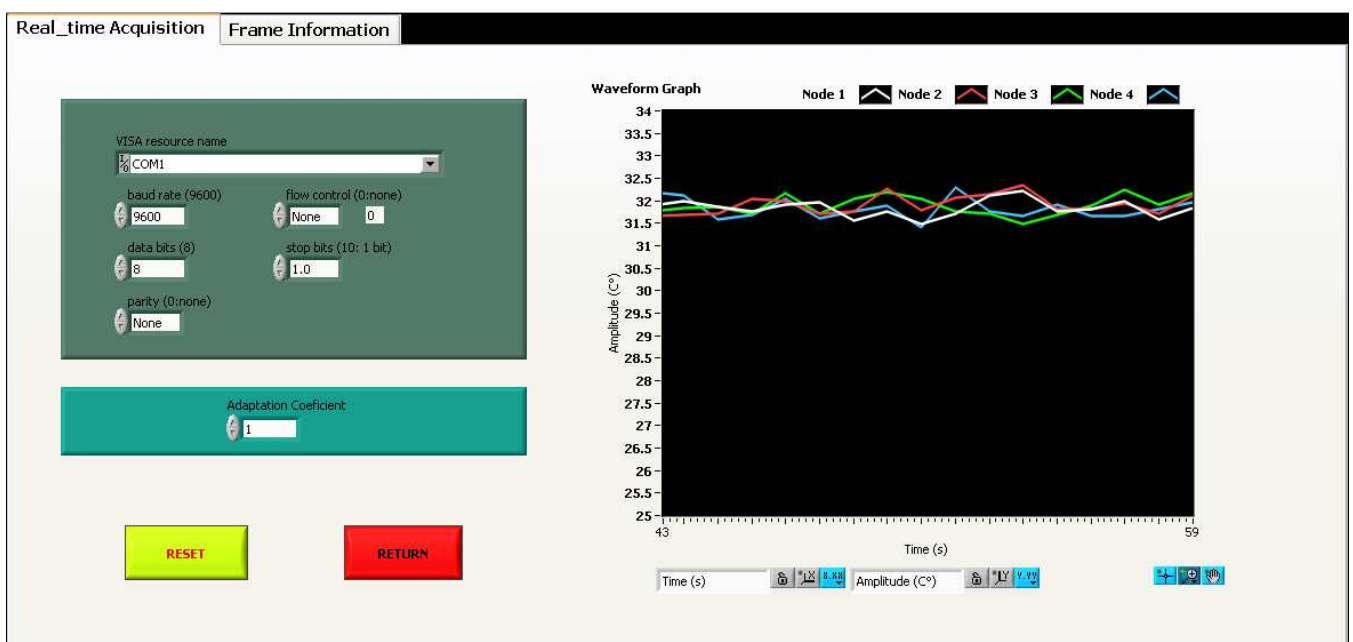 Real_time Acquisition
Frame Information
VISA resource name
COM1
baud rate (9600)
9600
flow control (0:none)
None
0
data bits (8)
8
stop bits (10: 1 bit)
1.0
parity (0:none)
None
Adaptation Coeficient
1
RESET
RETURN
Waveform Graph
Node 1
Node 2
Node 3
Node 4
Amplitude (C°)
34
33.5
33
32.5
32
31.5
31
30.5
30
29.5
29
28.5
28
27.5
27
26.5
26
25.5
25
43
59
Time (s)
Time (s)
Amplitude (C°)